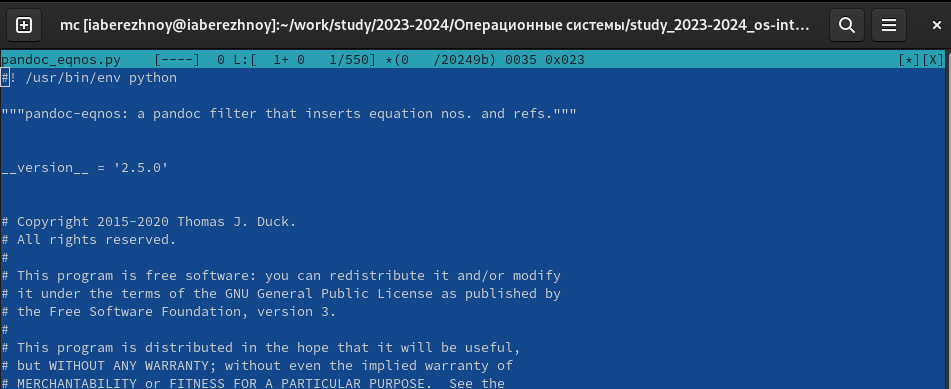 mc [iaberezhnoy@iaberezhnoy]:~/work/study/2023-2024/Операционные системы/study_2023-2024_os-int...
pandoc_eqnos.py    [----]  0 L:[  1+ 0   1/550] *(0   /20249b) 0035 0x023    [*][X]
#! /usr/bin/env python
"""pandoc-eqnos: a pandoc filter that inserts equation nos. and refs."""
__version__ = '2.5.0'
# Copyright 2015-2020 Thomas J. Duck.
# All rights reserved.
#
# This program is free software: you can redistribute it and/or modify
# it under the terms of the GNU General Public License as published by
# the Free Software Foundation, version 3.
#
# This program is distributed in the hope that it will be useful,
# but WITHOUT ANY WARRANTY; without even the implied warranty of
# MERCHANTABILITY or FITNESS FOR A PARTICULAR PURPOSE.  See the